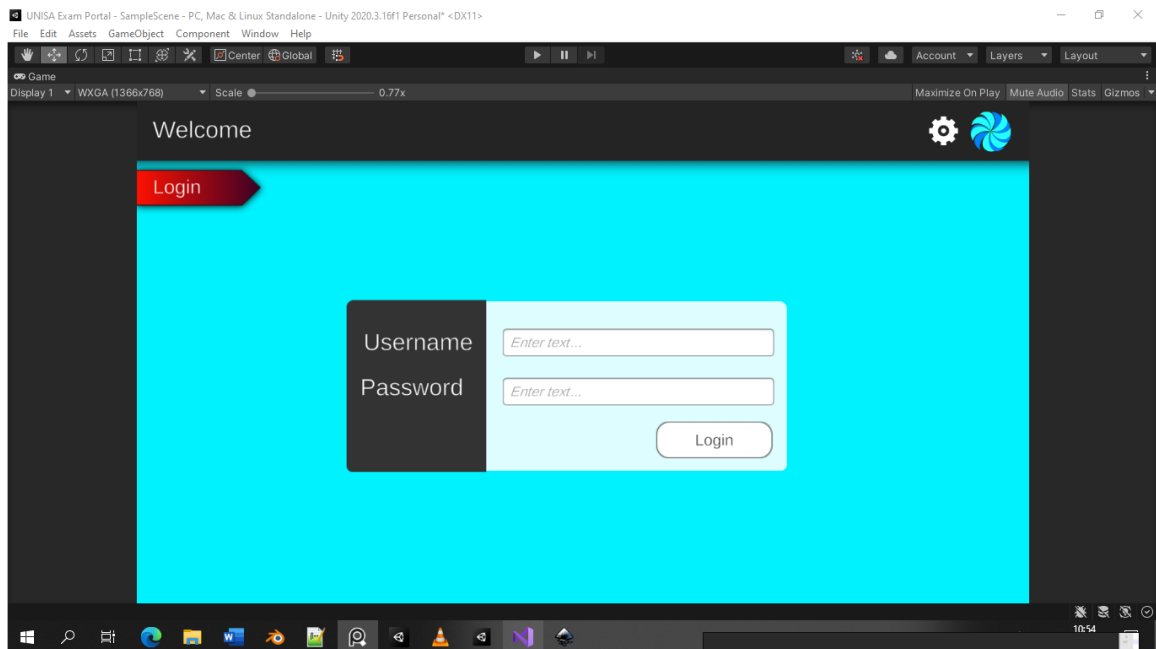 UNISA Exam Portal - SampleScene - PC, Mac & Linux Standalone - Unity 2020.3.16f1 Personal* <DX11>
File Edit Assets GameObject Component Window Help
Center Global
Account Layers Layout
Game
Display 1 WXGA (1366x768) Scale 0.77x Maximize On Play Mute Audio Stats Gizmos
Welcome
Login
Username Enter text...
Password Enter text...
Login
10:54